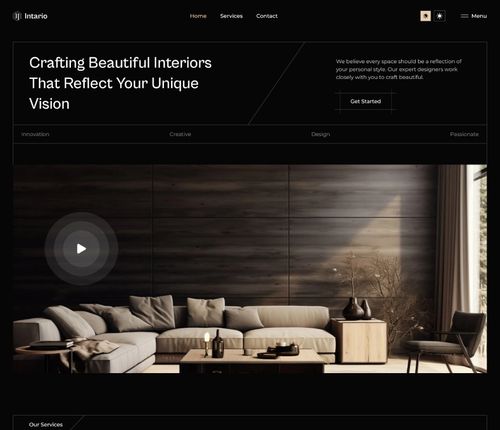 Intario
Home Services Contact
Menu
Crafting Beautiful Interiors
That Reflect Your Unique
Vision
We believe every space should be a reflection of
your personal style. Our expert designers work
closely with you to craft beautiful.
Get Started
Innovation Creative Design Passionate
Our Services